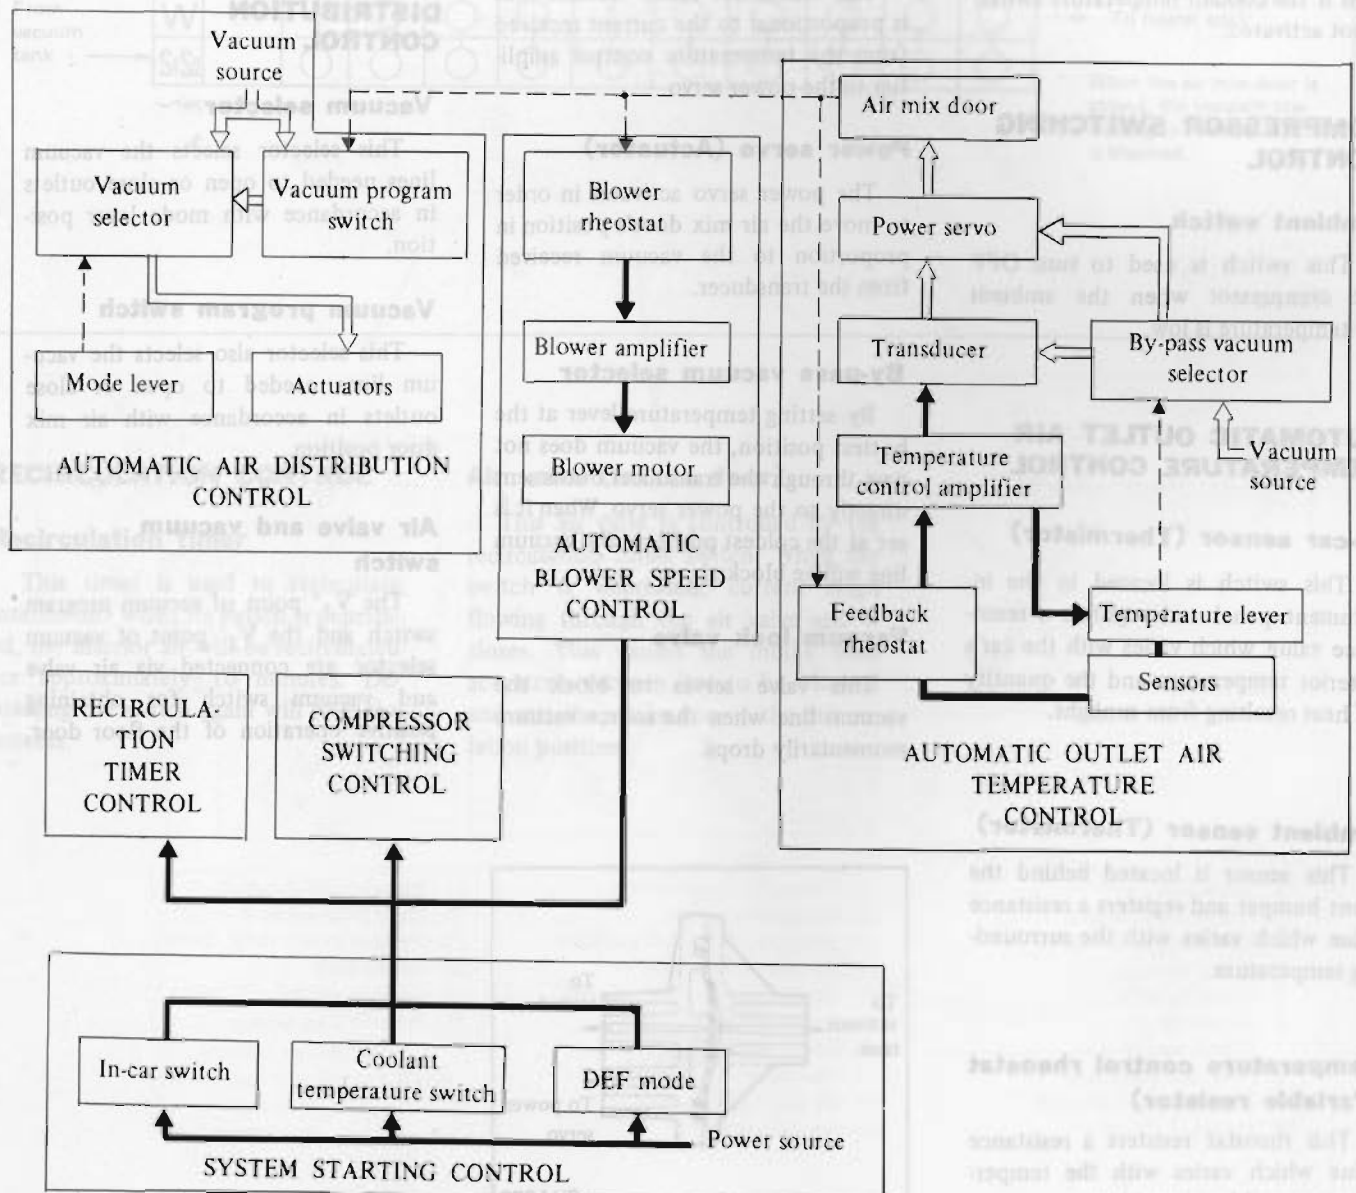 Vacuum
source
Vacuum
selector
Vacuum program
switch
Mode lever
Actuators
AUTOMATIC AIR DISTRIBUTION
CONTROL
Blower
rheostat
Blower amplifier
Blower motor
AUTOMATIC
BLOWER SPEED
CONTROL
Air mix door
Power servo
Transducer
By-pass vacuum
selector
Temperature
control amplifier
Vacuum
source
Feedback
rheostat
Temperature lever
Sensors
AUTOMATIC OUTLET AIR
TEMPERATURE
CONTROL
RECIRCULA-
TION
TIMER
CONTROL
COMPRESSOR
SWITCHING
CONTROL
In-car switch
Coolant
temperature switch
DEF mode
Power source
SYSTEM STARTING CONTROL